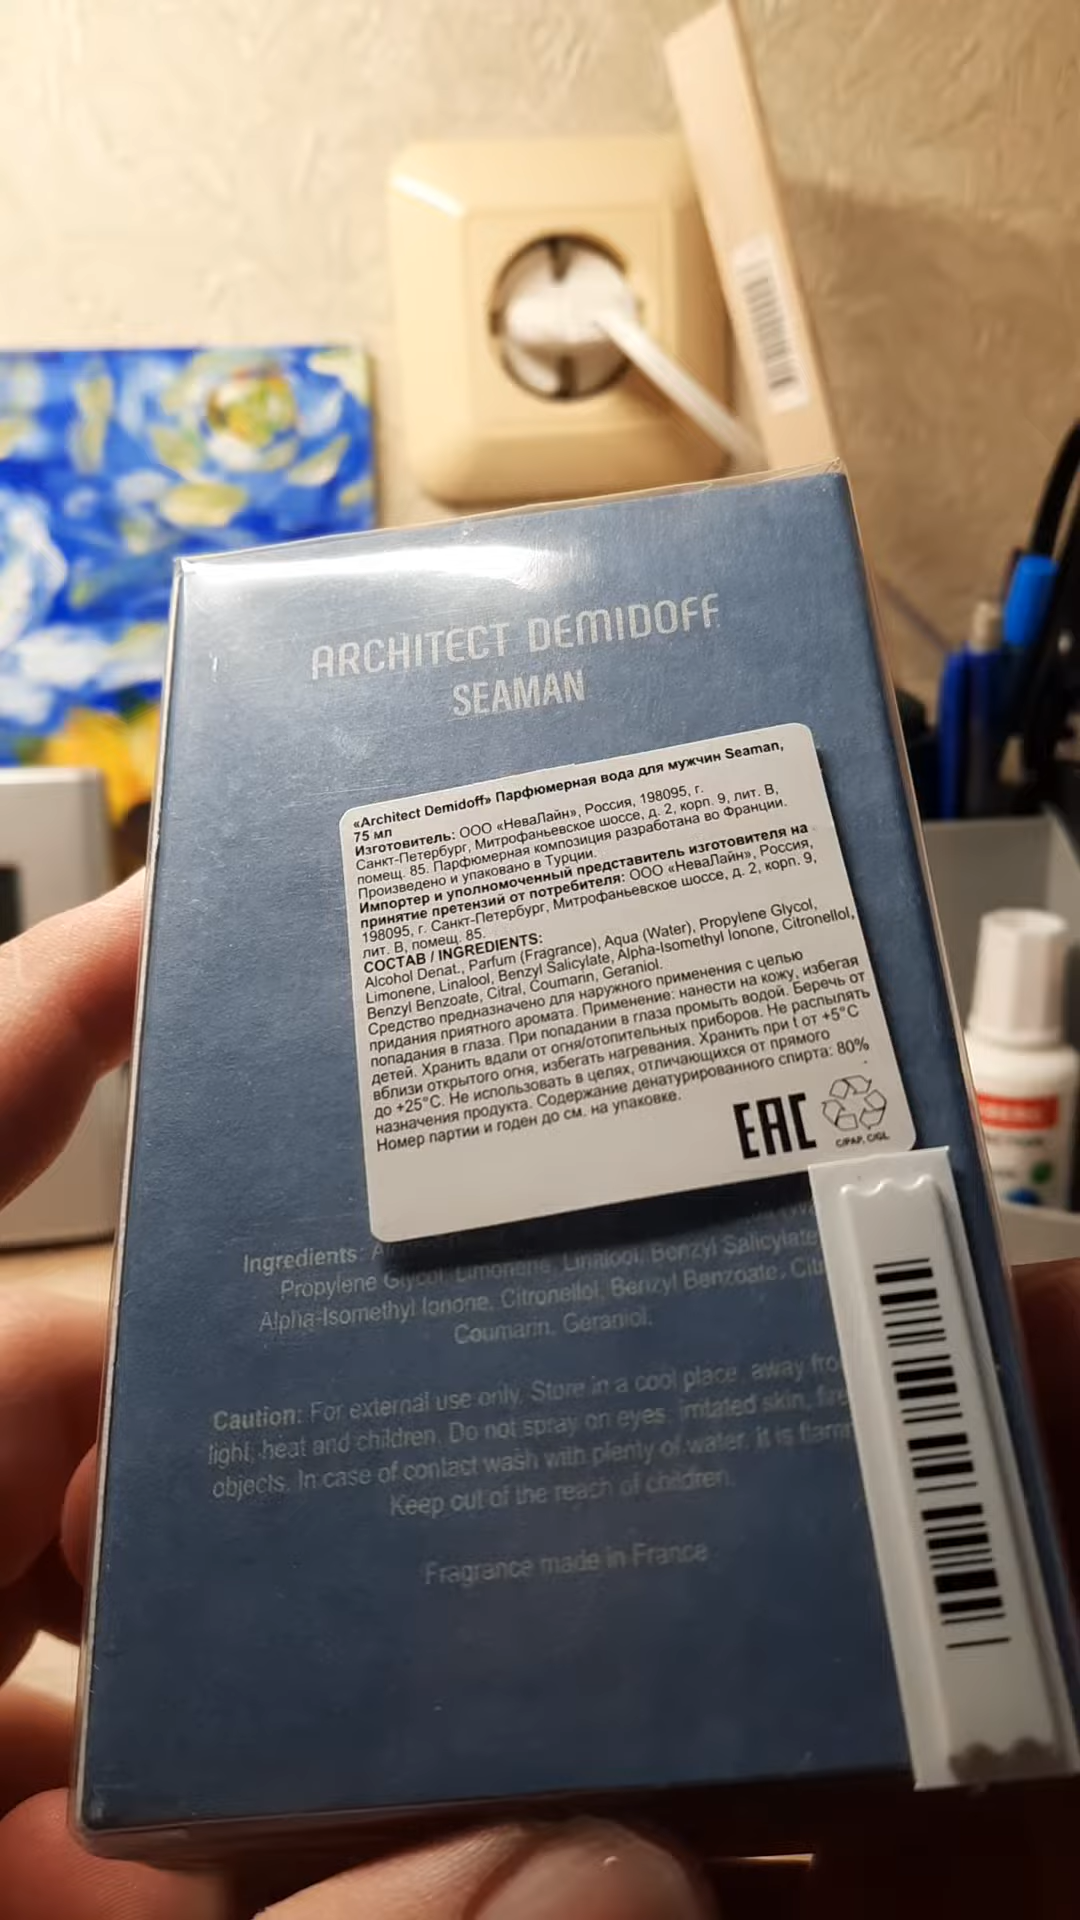 ARCHITECT DEMIDOFF
SEAMAN
«Architect Demidoff» Парфюмерная вода для мужчин Seaman,
75 мл
Изготовитель: ООО «НеваЛайн», Россия, 198095, г.
Санкт-Петербург, Митрофаньевское шоссе, д. 2, корп. 9, лит. В,
помещ. 85. Парфюмерная композиция разработана во Франции.
Произведено и упаковано в Турции.
Импортер и уполномоченный представитель изготовителя на
принятие претензий от потребителя: ООО «НеваЛайн», Россия,
198095, г. Санкт-Петербург, Митрофаньевское шоссе, д. 2, корп. 9,
лит. В, помещ. 85.
СОСТАВ / INGREDIENTS:
Alcohol Denat., Parfum (Fragrance), Aqua (Water), Propylene Glycol,
Limonene, Linalool, Benzyl Salicylate, Alpha-Isomethyl Ionone, Citronellol,
Benzyl Benzoate, Citral, Coumarin, Geraniol.
Средство предназначено для наружного применения с целью
придания приятного аромата. Применение: нанести на кожу, избегая
попадания в глаза. При попадании в глаза промыть водой. Беречь от
детей. Хранить вдали от огня/отопительных приборов. Не распылять
вблизи открытого огня, избегать нагревания. Хранить при t от +5°C
до +25°C. Не использовать в целях, отличающихся от прямого
назначения продукта. Содержание денатурированного спирта: 80%
Номер партии и годен до см. на упаковке.
EAC
C/PAP, C/GL
Ingredients:
Propylene Glycol, Limonene, Linalool, Benzyl Salicylate
Alpha-Isomethyl Ionone, Citronellol, Benzyl Benzoate,
Coumarin, Geraniol.
Caution: For external use only. Store in a cool place, away
light, heat and children. Do not spray on eyes, irritated skin,
objects. In case of contact wash with plenty of water. It is
Keep out of the reach of children.
Fragrance made in France